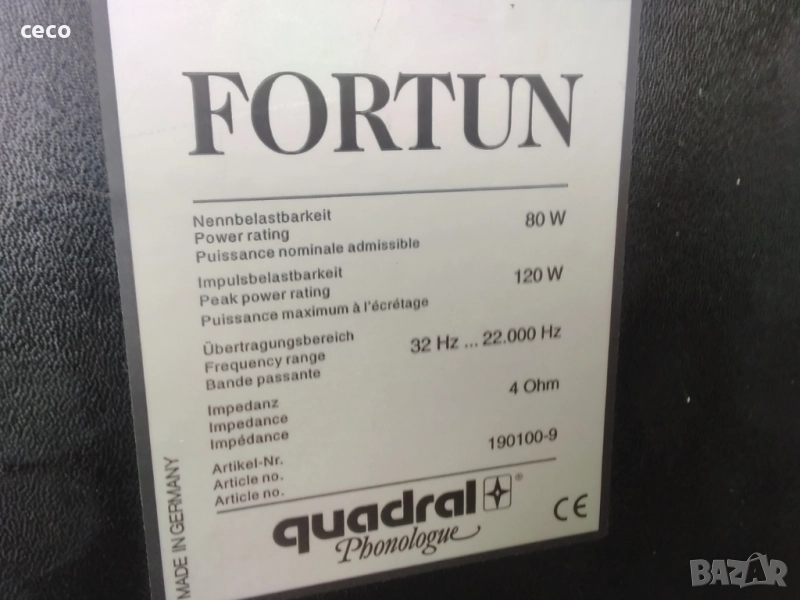 ceco
FORTUN
Nennbelastbarkeit
Power rating 80 W
Puissance nominale admissible
Impulsbelastbarkeit
Peak power rating 120 W
Puissance maximum à l'écrétage
Übertragungsbereich
Frequency range 32 Hz ... 22.000 Hz
Bande passante
Impedanz
Impedance 4 Ohm
Impédance
Artikel-Nr.
Article no. 190100-9
Article no.
quadral®
Phonologue
CE
MADE IN GERMANY
BAZAR